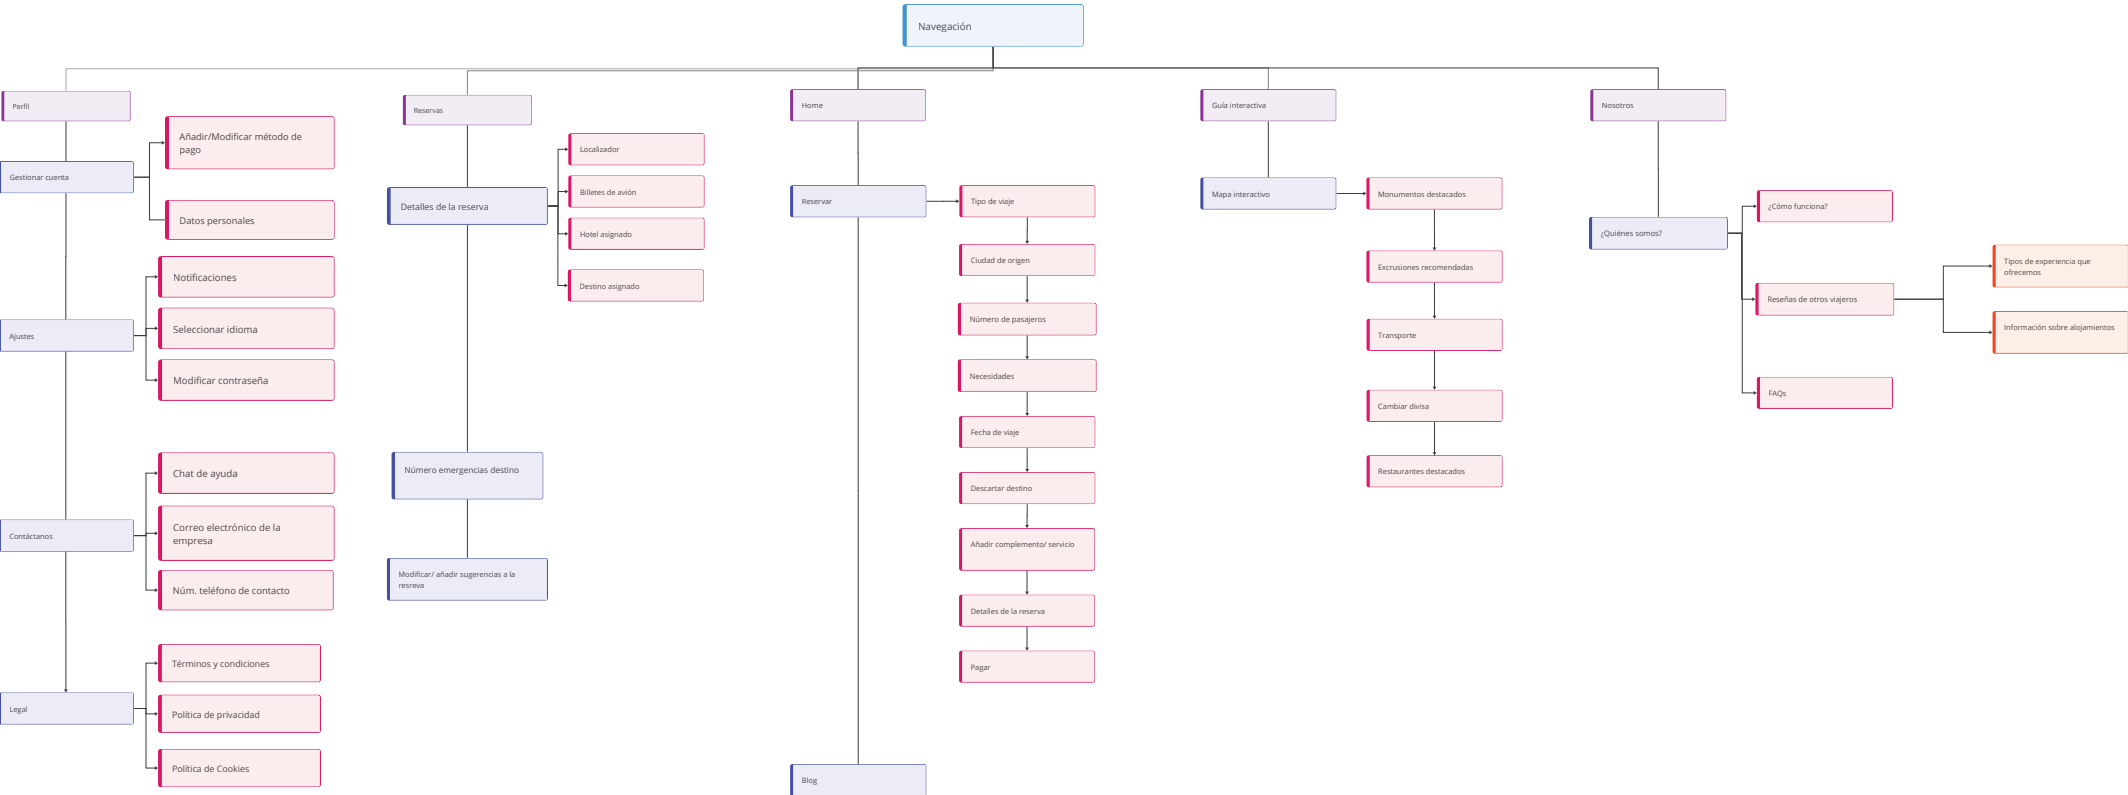 Navegación
Perfil
Añadir/Modificar método de
pago
Gestionar cuenta
Datos personales
Notificaciones
Seleccionar idioma
Ajustes
Modificar contraseña
Chat de ayuda
Correo electrónico de la
empresa
Contáctanos
Núm. teléfono de contacto
Términos y condiciones
Legal
Política de privacidad
Política de Cookies
Reservas
Localizador
Billetes de avión
Detalles de la reserva
Hotel asignado
Destino asignado
Número emergencias destino
Modificar/ añadir sugerencias a la
resreva
Home
Reservar
Tipo de viaje
Ciudad de origen
Número de pasajeros
Necesidades
Fecha de viaje
Descartar destino
Añadir complemento/ servicio
Detalles de la reserva
Pagar
Blog
Guía interactiva
Mapa interactivo
Monumentos destacados
Excrusiones recomendadas
Transporte
Cambiar divisa
Restaurantes destacados
Nosotros
¿Cómo funciona?
¿Quiénes somos?
Tipos de experiencia que
ofrecemos
Reseñas de otros viajeros
Información sobre alojamientos
FAQs